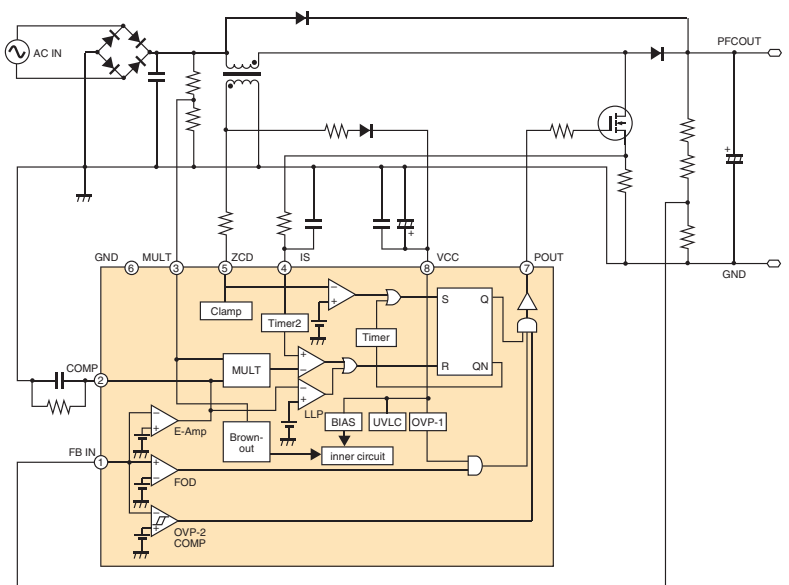 AC IN
PFCOUT
+
+
GND
MULT
ZCD
IS
VCC
POUT
GND
6
3
5
4
8
7
Clamp
−
+
S
Q
Timer2
Timer
COMP
2
MULT
+
−
−
+
R
QN
LLP
−
+
E-Amp
Brown-
out
BIAS
UVLC
OVP-1
inner circuit
FB IN
1
+
−
FOD
−
+
OVP-2
COMP